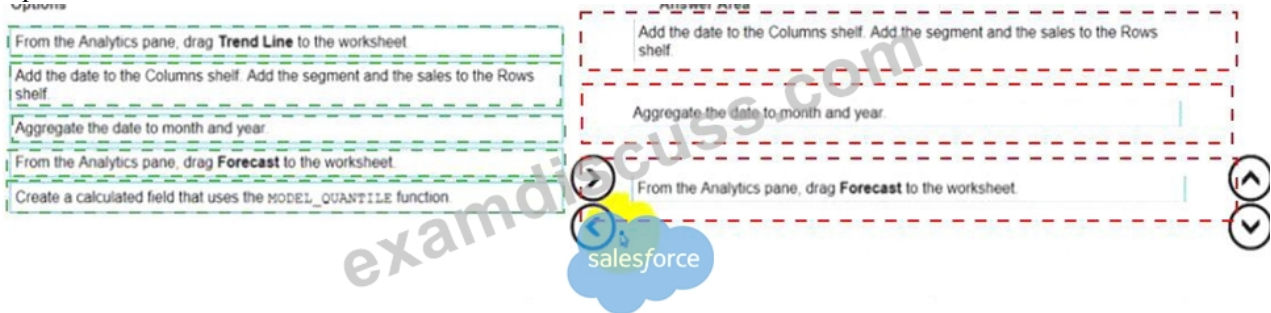 Options
From the Analytics pane, drag Trend Line to the worksheet
Add the date to the Columns shelf. Add the segment and the sales to the Rows
shelf.
Aggregate the date to month and year.
From the Analytics pane, drag Forecast to the worksheet.
Create a calculated field that uses the MODEL_QUANTILE function
Answer Area
Add the date to the Columns shelf. Add the segment and the sales to the Rows
shelf.
Aggregate the date to month and year.
From the Analytics pane, drag Forecast to the worksheet.
examdiscuss.com
salesforce